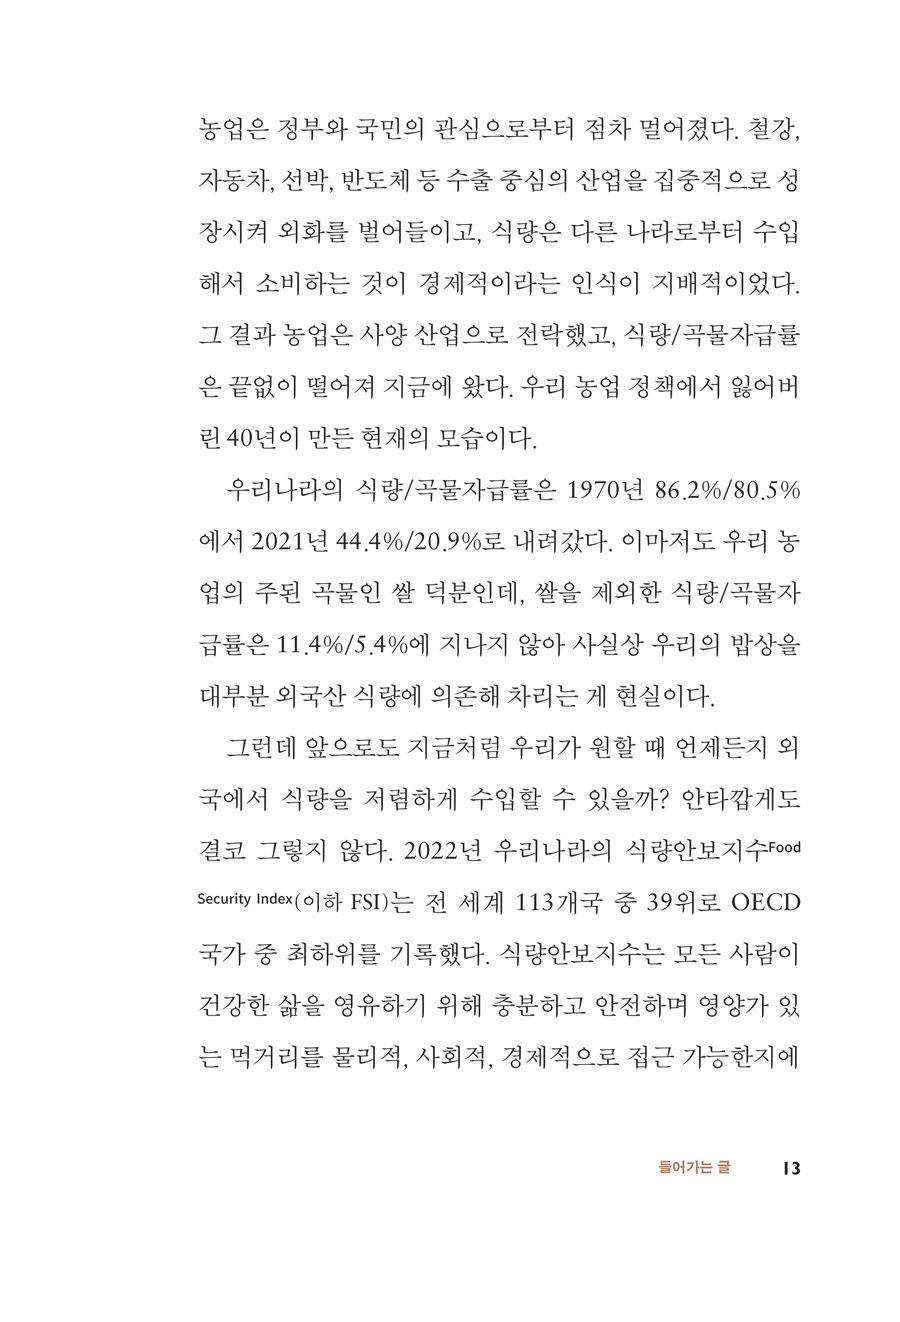 농업은 정부와 국민의 관심으로부터 점차 멀어졌다. 철강,
자동차, 선박, 반도체 등 수출 중심의 산업을 집중적으로 성
장시켜 외화를 벌어들이고, 식량은 다른 나라로부터 수입
해서 소비하는 것이 경제적이라는 인식이 지배적이었다.
그 결과 농업은 사양 산업으로 전락했고, 식량/곡물자급률
은 끝없이 떨어져 지금에 왔다. 우리 농업 정책에서 잃어버
린 40년이 만든 현재의 모습이다.
우리나라의 식량/곡물자급률은 1970년 86.2%/80.5%
에서 2021년 44.4%/20.9%로 내려갔다. 이마저도 우리 농
업의 주된 곡물인 쌀 덕분인데, 쌀을 제외한 식량/곡물자
급률은 11.4%/5.4%에 지나지 않아 사실상 우리의 밥상을
대부분 외국산 식량에 의존해 차리는 게 현실이다.
그런데 앞으로도 지금처럼 우리가 원할 때 언제든지 외
국에서 식량을 저렴하게 수입할 수 있을까? 안타깝게도
결코 그렇지 않다. 2022년 우리나라의 식량안보지수Food
Security Index(이하 FSI)는 전 세계 113개국 중 39위로 OECD
국가 중 최하위를 기록했다. 식량안보지수는 모든 사람이
건강한 삶을 영유하기 위해 충분하고 안전하며 영양가 있
는 먹거리를 물리적, 사회적, 경제적으로 접근 가능한지에
들어가는 글 13